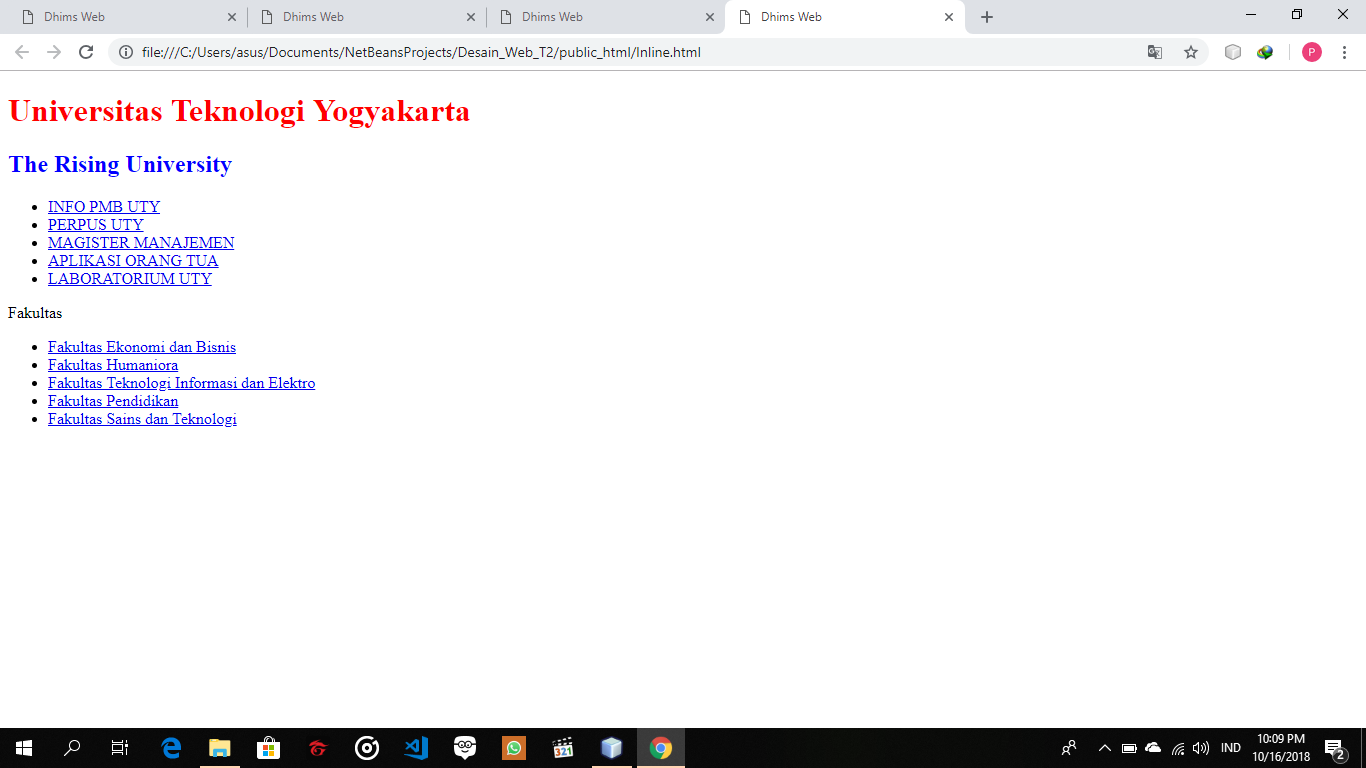 Dhims Web
Dhims Web
Dhims Web
Dhims Web
file:///C:/Users/asus/Documents/NetBeansProjects/Desain_Web_T2/public_html/Inline.html
P
Universitas Teknologi Yogyakarta
The Rising University
INFO PMB UTY
PERPUS UTY
MAGISTER MANAJEMEN
APLIKASI ORANG TUA
LABORATORIUM UTY
Fakultas
Fakultas Ekonomi dan Bisnis
Fakultas Humaniora
Fakultas Teknologi Informasi dan Elektro
Fakultas Pendidikan
Fakultas Sains dan Teknologi
321
IND
10:09 PM
10/16/2018
2